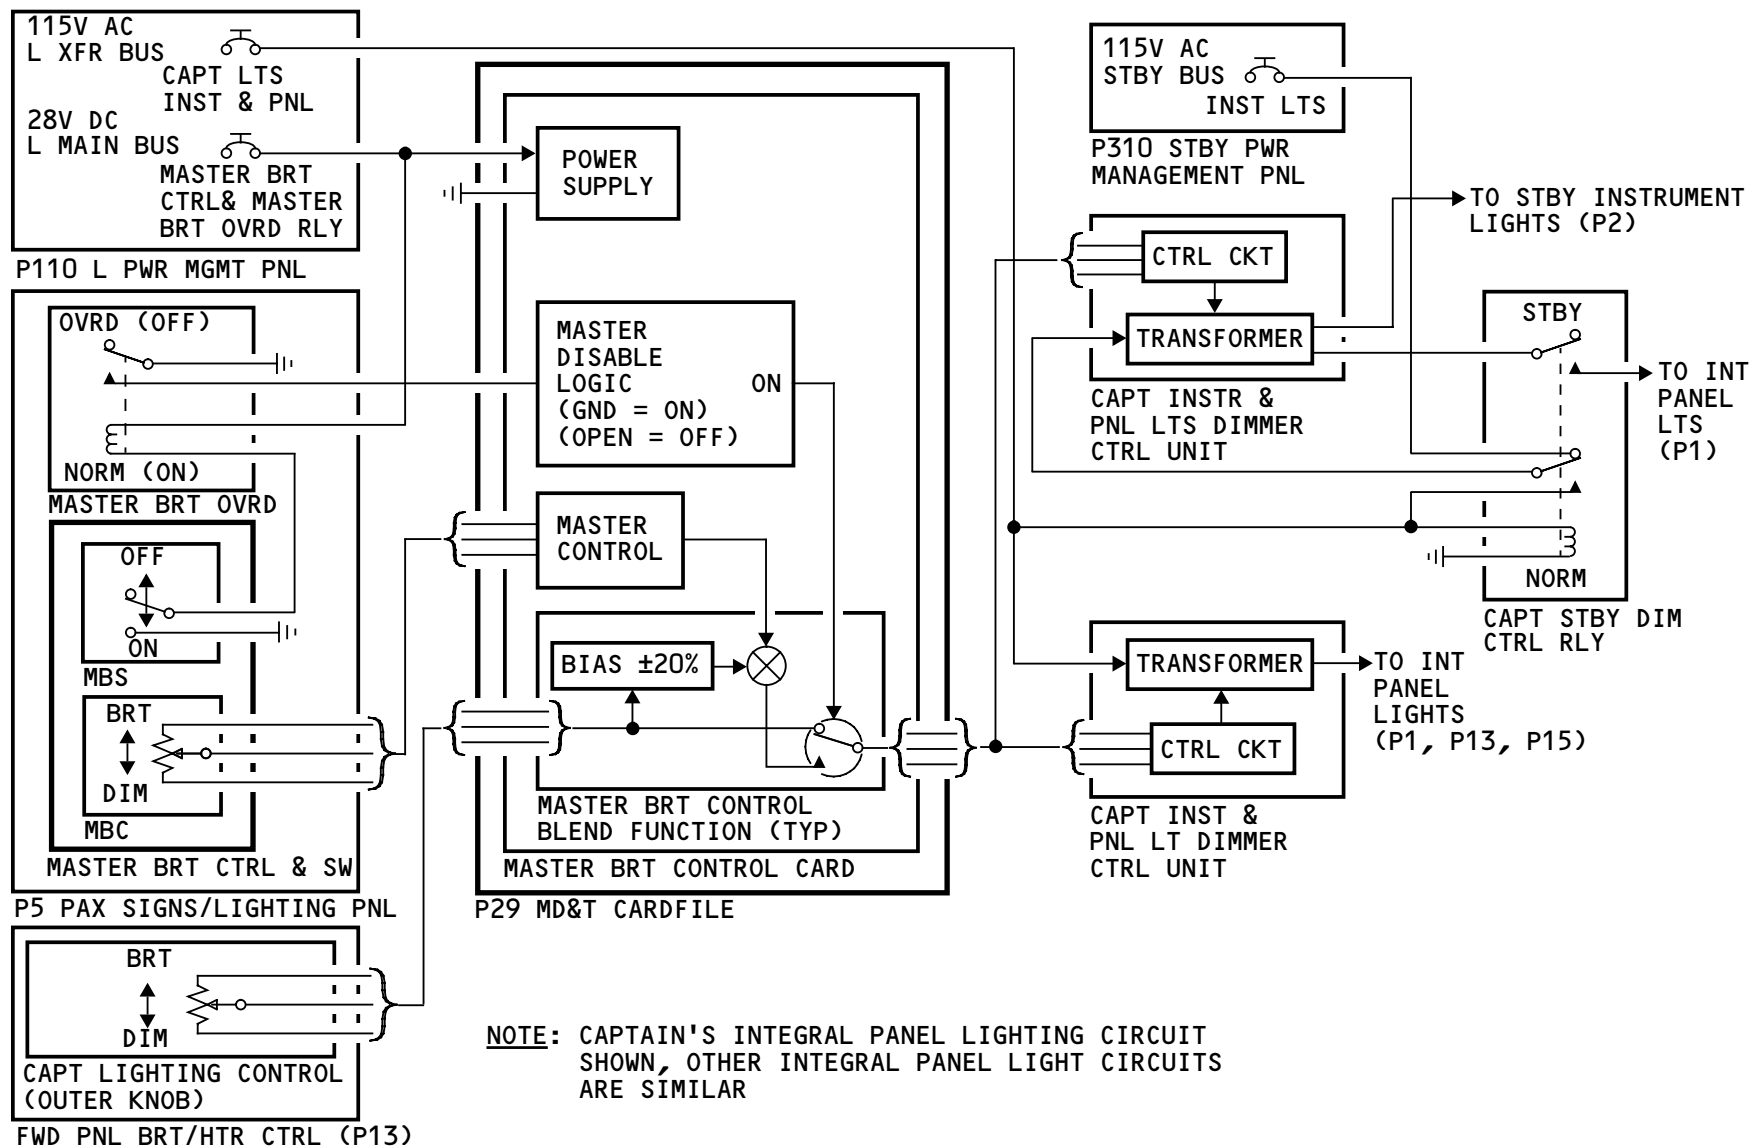 115V AC
L XFR BUS
CAPT LTS
INST & PNL
28V DC
L MAIN BUS
MASTER BRT
CTRL& MASTER
BRT OVRD RLY
P110 L PWR MGMT PNL
OVRD (OFF)
NORM (ON)
MASTER BRT OVRD
OFF
ON
MBS
BRT
DIM
MBC
MASTER BRT CTRL & SW
P5 PAX SIGNS/LIGHTING PNL
BRT
DIM
CAPT LIGHTING CONTROL
(OUTER KNOB)
FWD PNL BRT/HTR CTRL (P13)
POWER
SUPPLY
MASTER
DISABLE
LOGIC ON
(GND = ON)
(OPEN = OFF)
MASTER
CONTROL
BIAS ±20%
MASTER BRT CONTROL
BLEND FUNCTION (TYP)
MASTER BRT CONTROL CARD
P29 MD&T CARDFILE
115V AC
STBY BUS
INST LTS
P310 STBY PWR
MANAGEMENT PNL
TO STBY INSTRUMENT
LIGHTS (P2)
CTRL CKT
TRANSFORMER
CAPT INSTR &
PNL LTS DIMMER
CTRL UNIT
STBY
TO INT
PANEL
LTS
(P1)
NORM
CAPT STBY DIM
CTRL RLY
TRANSFORMER
CTRL CKT
TO INT
PANEL
LIGHTS
(P1, P13, P15)
CAPT INST &
PNL LT DIMMER
CTRL UNIT
NOTE: CAPTAIN'S INTEGRAL PANEL LIGHTING CIRCUIT
SHOWN, OTHER INTEGRAL PANEL LIGHT CIRCUITS
ARE SIMILAR